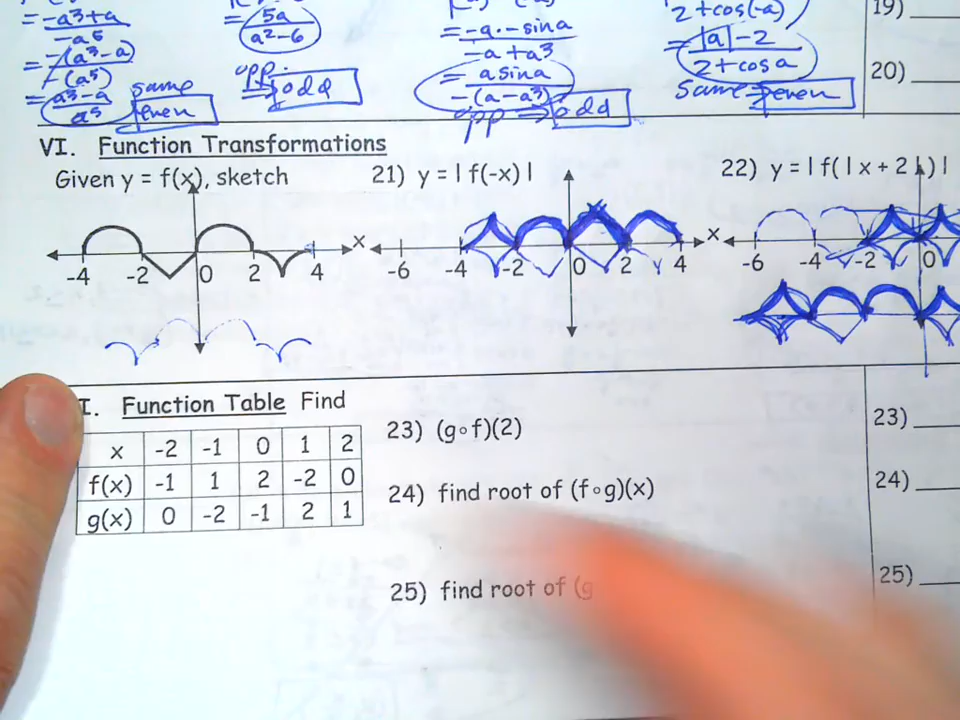 = -a³+a
-a⁵
= -(a³-a)
-(a⁵)
= a³-a
a⁵
same
even
= 5a
a²-6
opp.
⇒ odd
= -a·-sina
-a+a³
= a sina
-(a-a³)
opp ⇒ odd
2+cos(-a)
= |a|-2
2+cosa
same ⇒ even
19)
20)
VI. Function Transformations
Given y = f(x), sketch
21) y = | f(-x) |
22) y = | f( | x + 2 | ) |
-4 -2 0 2 4 x
-6 -4 -2 0 2 4 x
-6 -4 -2 0
I. Function Table Find
x -2 -1 0 1 2
f(x) -1 1 2 -2 0
g(x) 0 -2 -1 2 1
23) (g∘f)(2)
24) find root of (f∘g)(x)
25) find root of (g
23)
24)
25)